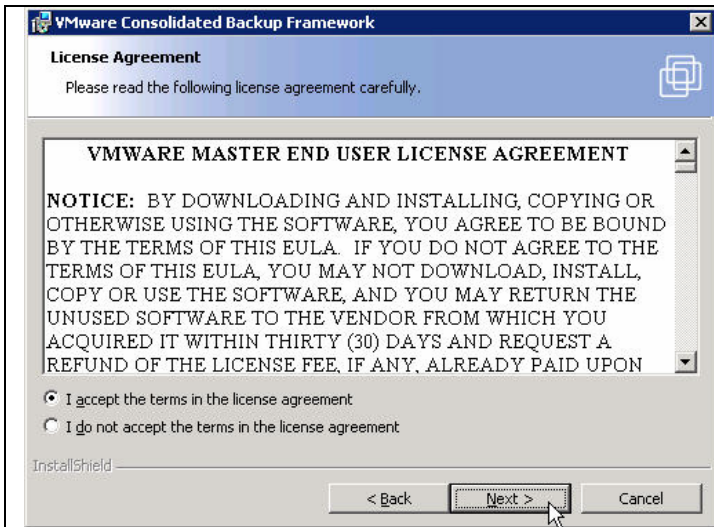 VMware Consolidated Backup Framework
License Agreement
Please read the following license agreement carefully.
VMWARE MASTER END USER LICENSE AGREEMENT
NOTICE: BY DOWNLOADING AND INSTALLING, COPYING OR
OTHERWISE USING THE SOFTWARE, YOU AGREE TO BE BOUND
BY THE TERMS OF THIS EULA. IF YOU DO NOT AGREE TO THE
TERMS OF THIS EULA, YOU MAY NOT DOWNLOAD, INSTALL,
COPY OR USE THE SOFTWARE, AND YOU MAY RETURN THE
UNUSED SOFTWARE TO THE VENDOR FROM WHICH YOU
ACQUIRED IT WITHIN THIRTY (30) DAYS AND REQUEST A
REFUND OF THE LICENSE FEE, IF ANY, ALREADY PAID UPON
I accept the terms in the license agreement
I do not accept the terms in the license agreement
InstallShield
< Back Next > Cancel